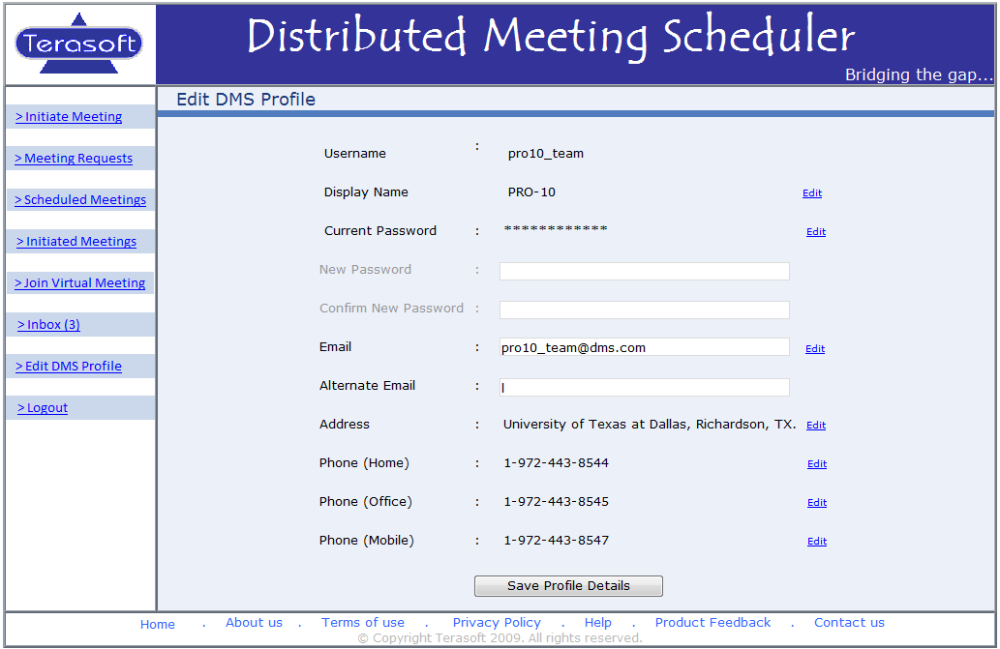 Terasoft
Distributed Meeting Scheduler
Bridging the gap...
Edit DMS Profile
> Initiate Meeting
> Meeting Requests
> Scheduled Meetings
> Initiated Meetings
> Join Virtual Meeting
> Inbox (3)
> Edit DMS Profile
> Logout
Username : pro10_team
Display Name PRO-10 Edit
Current Password : ************ Edit
New Password :
Confirm New Password :
Email : pro10_team@dms.com Edit
Alternate Email :
Address : University of Texas at Dallas, Richardson, TX. Edit
Phone (Home) : 1-972-443-8544 Edit
Phone (Office) : 1-972-443-8545 Edit
Phone (Mobile) : 1-972-443-8547 Edit
Save Profile Details
Home . About us . Terms of use . Privacy Policy . Help . Product Feedback . Contact us
© Copyright Terasoft 2009. All rights reserved.